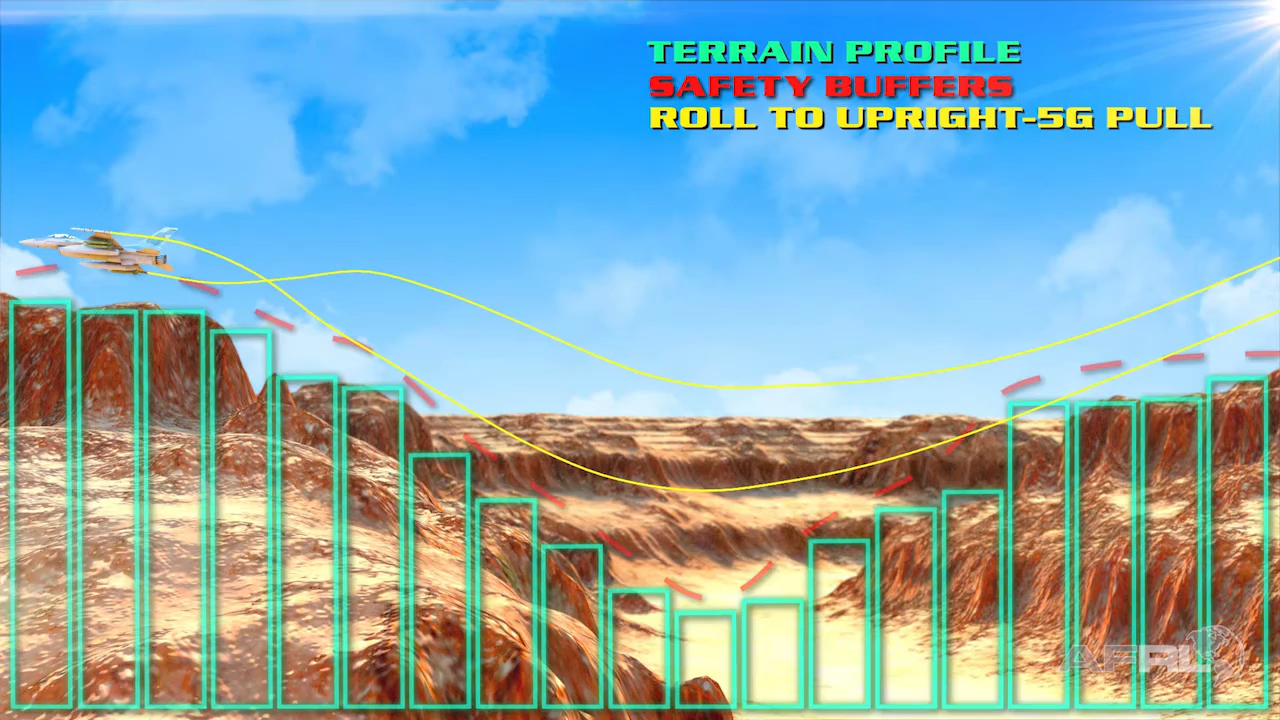 TERRAIN PROFILE
SAFETY BUFFERS
ROLL TO UPRIGHT-5G PULL
AFRL